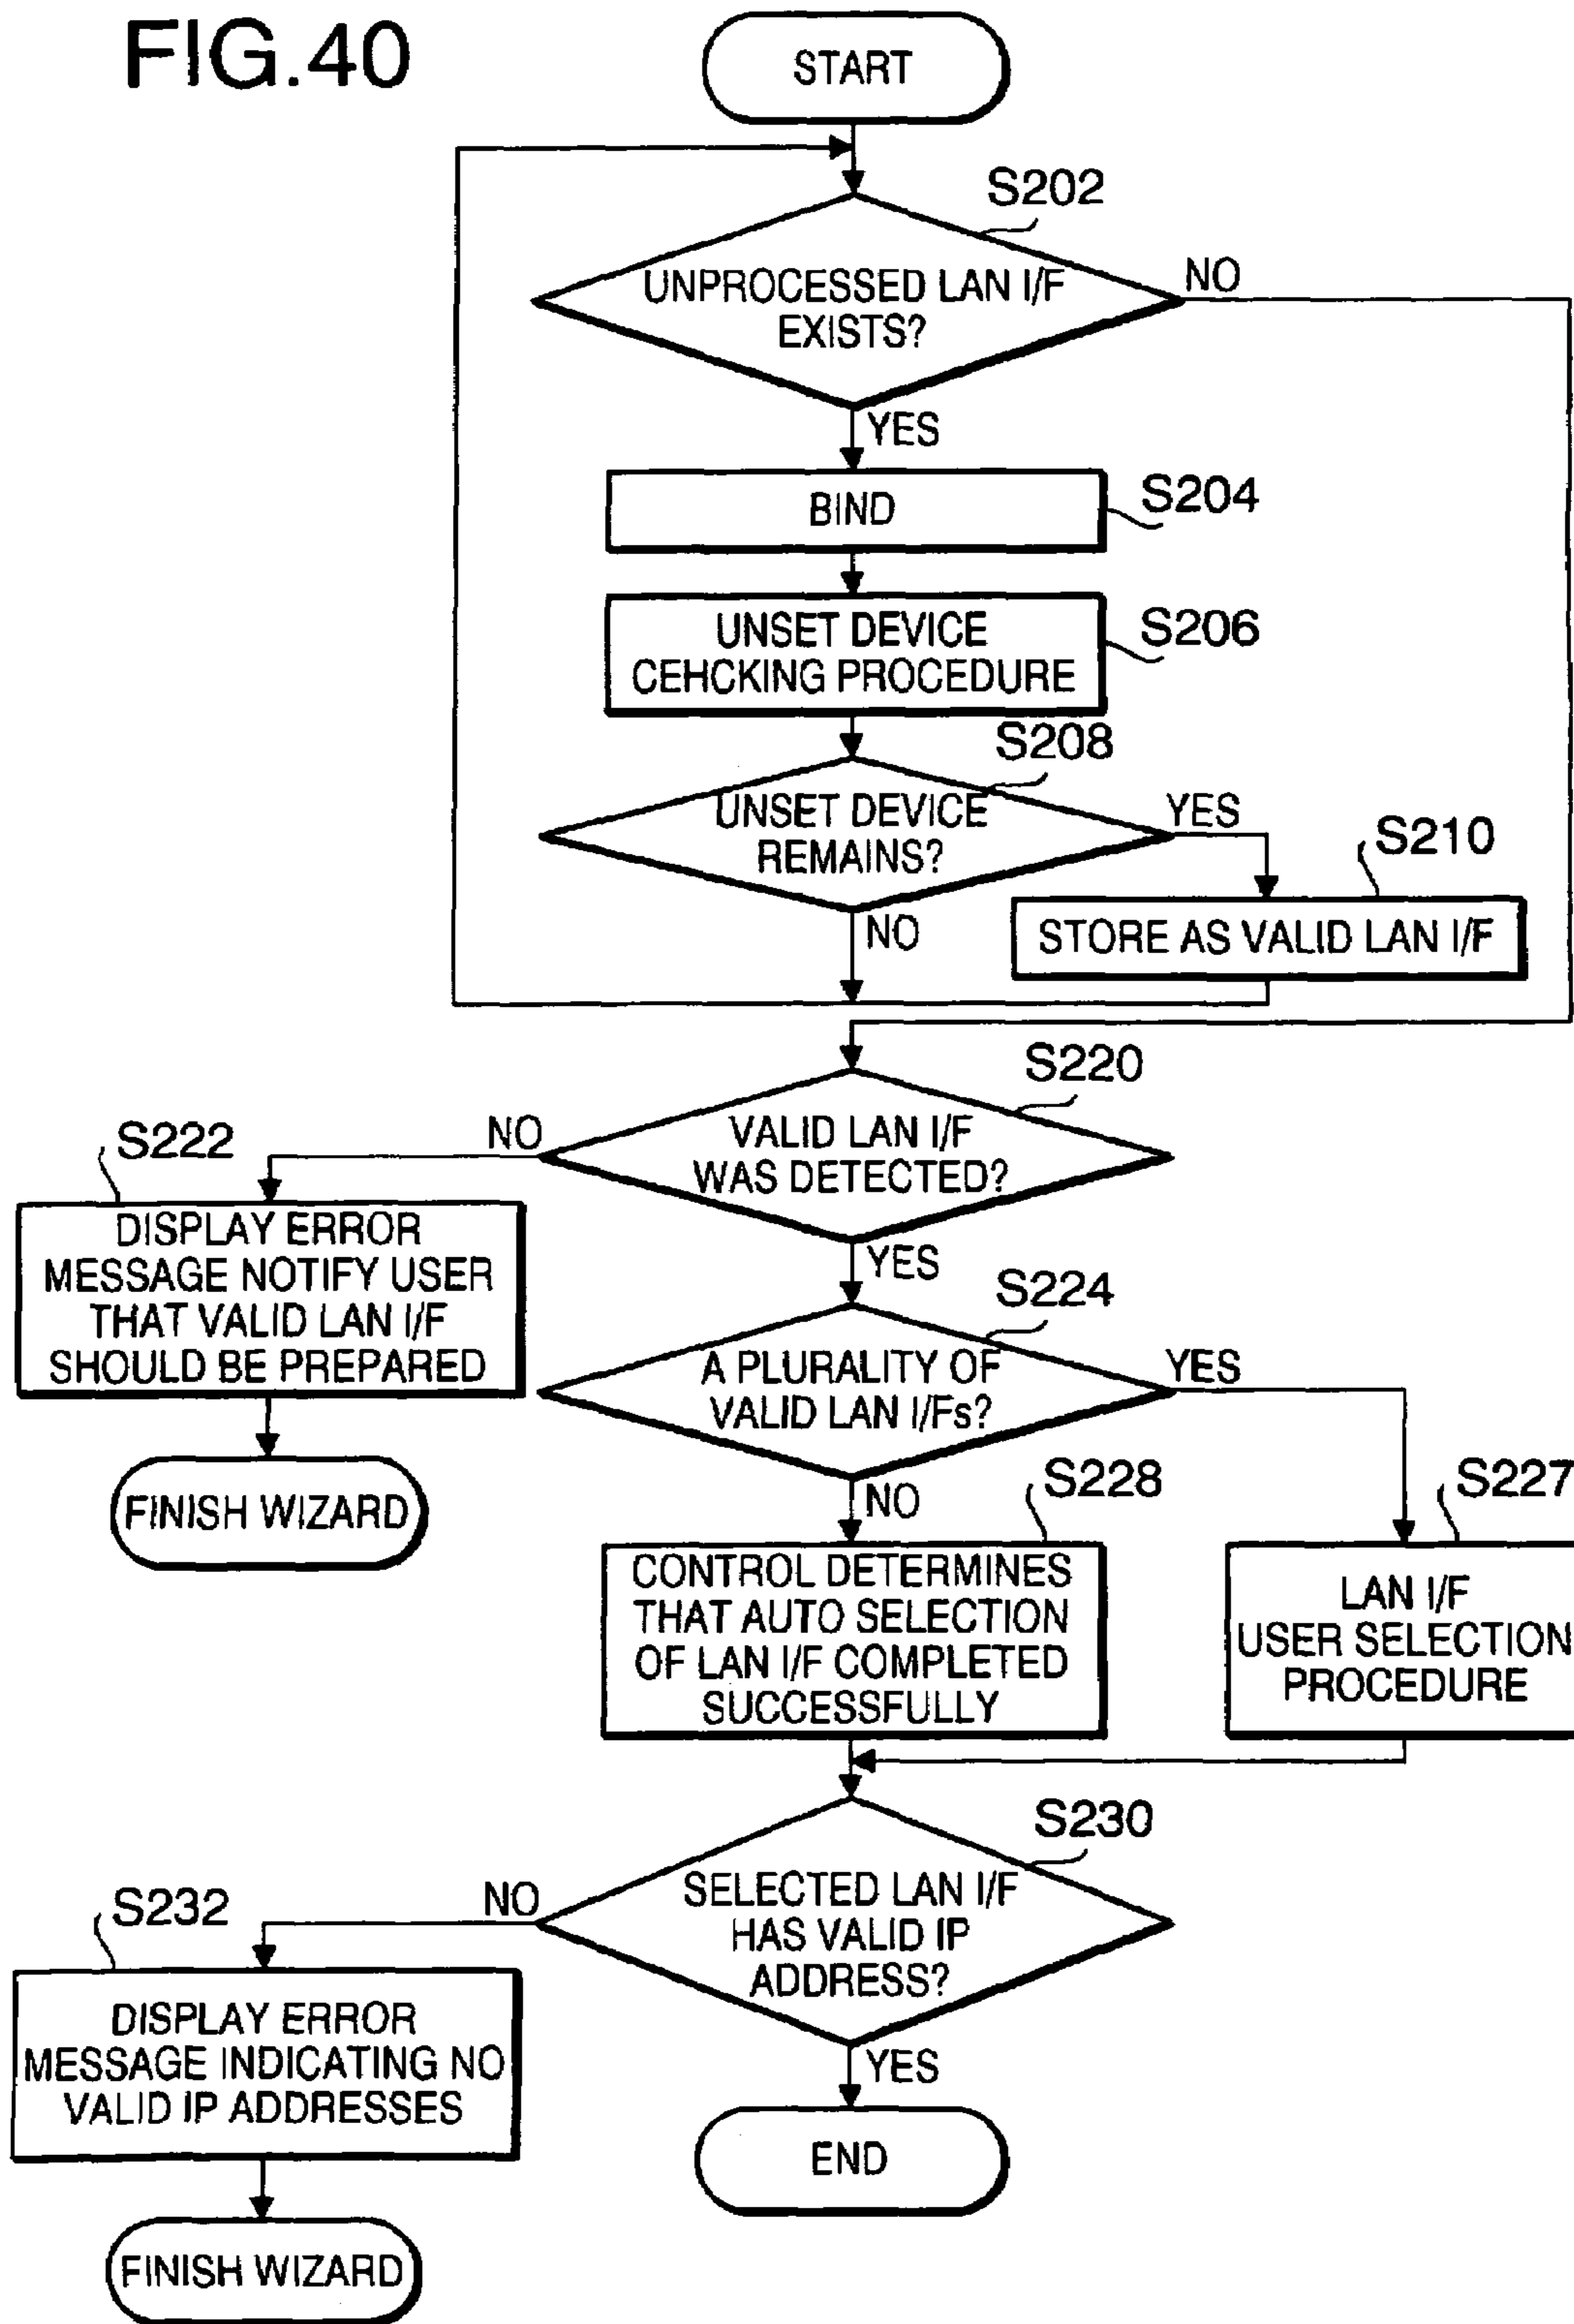 FIG.40
START
S202
UNPROCESSED LAN I/F
EXISTS?
NO
YES
BIND
S204
UNSET DEVICE
CEHCKING PROCEDURE
S206
S208
UNSET DEVICE
REMAINS?
YES
S210
NO
STORE AS VALID LAN I/F
S220
VALID LAN I/F
WAS DETECTED?
NO
S222
DISPLAY ERROR
MESSAGE NOTIFY USER
THAT VALID LAN I/F
SHOULD BE PREPARED
FINISH WIZARD
YES
S224
A PLURALITY OF
VALID LAN I/Fs?
YES
NO
S228
CONTROL DETERMINES
THAT AUTO SELECTION
OF LAN I/F COMPLETED
SUCCESSFULLY
S227
LAN I/F
USER SELECTION
PROCEDURE
S230
SELECTED LAN I/F
HAS VALID IP
ADDRESS?
NO
S232
DISPLAY ERROR
MESSAGE INDICATING NO
VALID IP ADDRESSES
FINISH WIZARD
YES
END